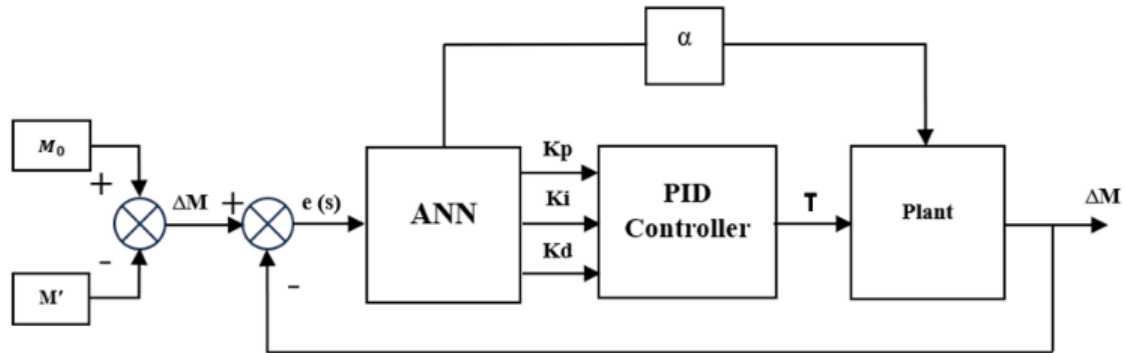 α
M₀
+
-
M′
ΔM
+
-
e (s)
ANN
Kp
Ki
Kd
PID
Controller
T
Plant
ΔM